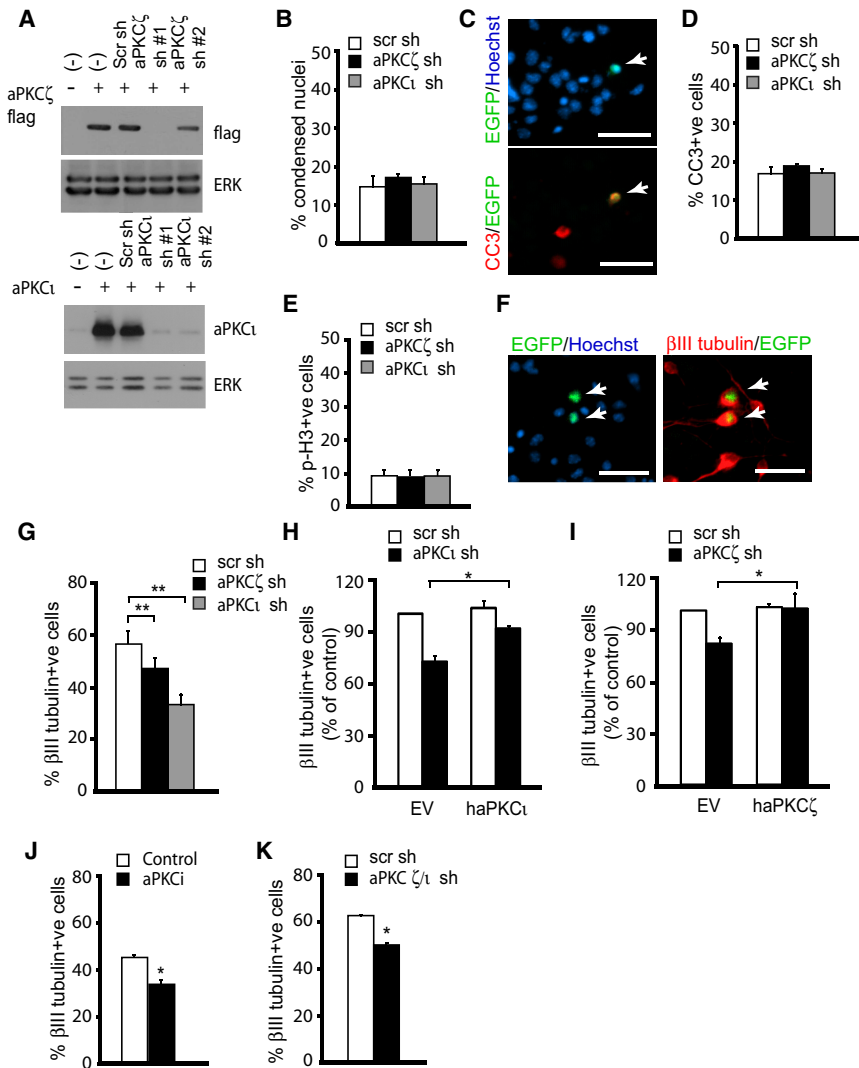 A
(-)
(-)
Scr sh
aPKCζ
sh #1
aPKCζ
sh #2
aPKCζ
flag
- + + + +
flag
ERK
(-)
(-)
Scr sh
aPKCι
sh #1
aPKCι
sh #2
aPKCι
- + + + +
aPKCι
ERK
B
scr sh
aPKCζ sh
aPKCι sh
% condensed nuclei
50
40
30
20
10
0
C
EGFP/Hoechst
CC3/EGFP
D
scr sh
aPKCζ sh
aPKCι sh
% CC3+ve cells
50
40
30
20
10
0
E
scr sh
aPKCζ sh
aPKCι sh
% p-H3+ve cells
50
40
30
20
10
0
F
EGFP/Hoechst
βIII tubulin/EGFP
G
scr sh
aPKCζ sh
aPKCι sh
**
**
% βIII tubulin+ve cells
80
60
40
20
0
H
scr sh
aPKCι sh
*
βIII tubulin+ve cells
(% of control)
120
90
60
30
0
EV haPKCι
I
scr sh
aPKCζ sh
*
βIII tubulin+ve cells
(% of control)
120
90
60
30
0
EV haPKCζ
J
Control
aPKCi
*
% βIII tubulin+ve cells
80
60
40
20
0
K
scr sh
aPKC ζ/ι sh
*
% βIII tubulin+ve cells
80
60
40
20
0